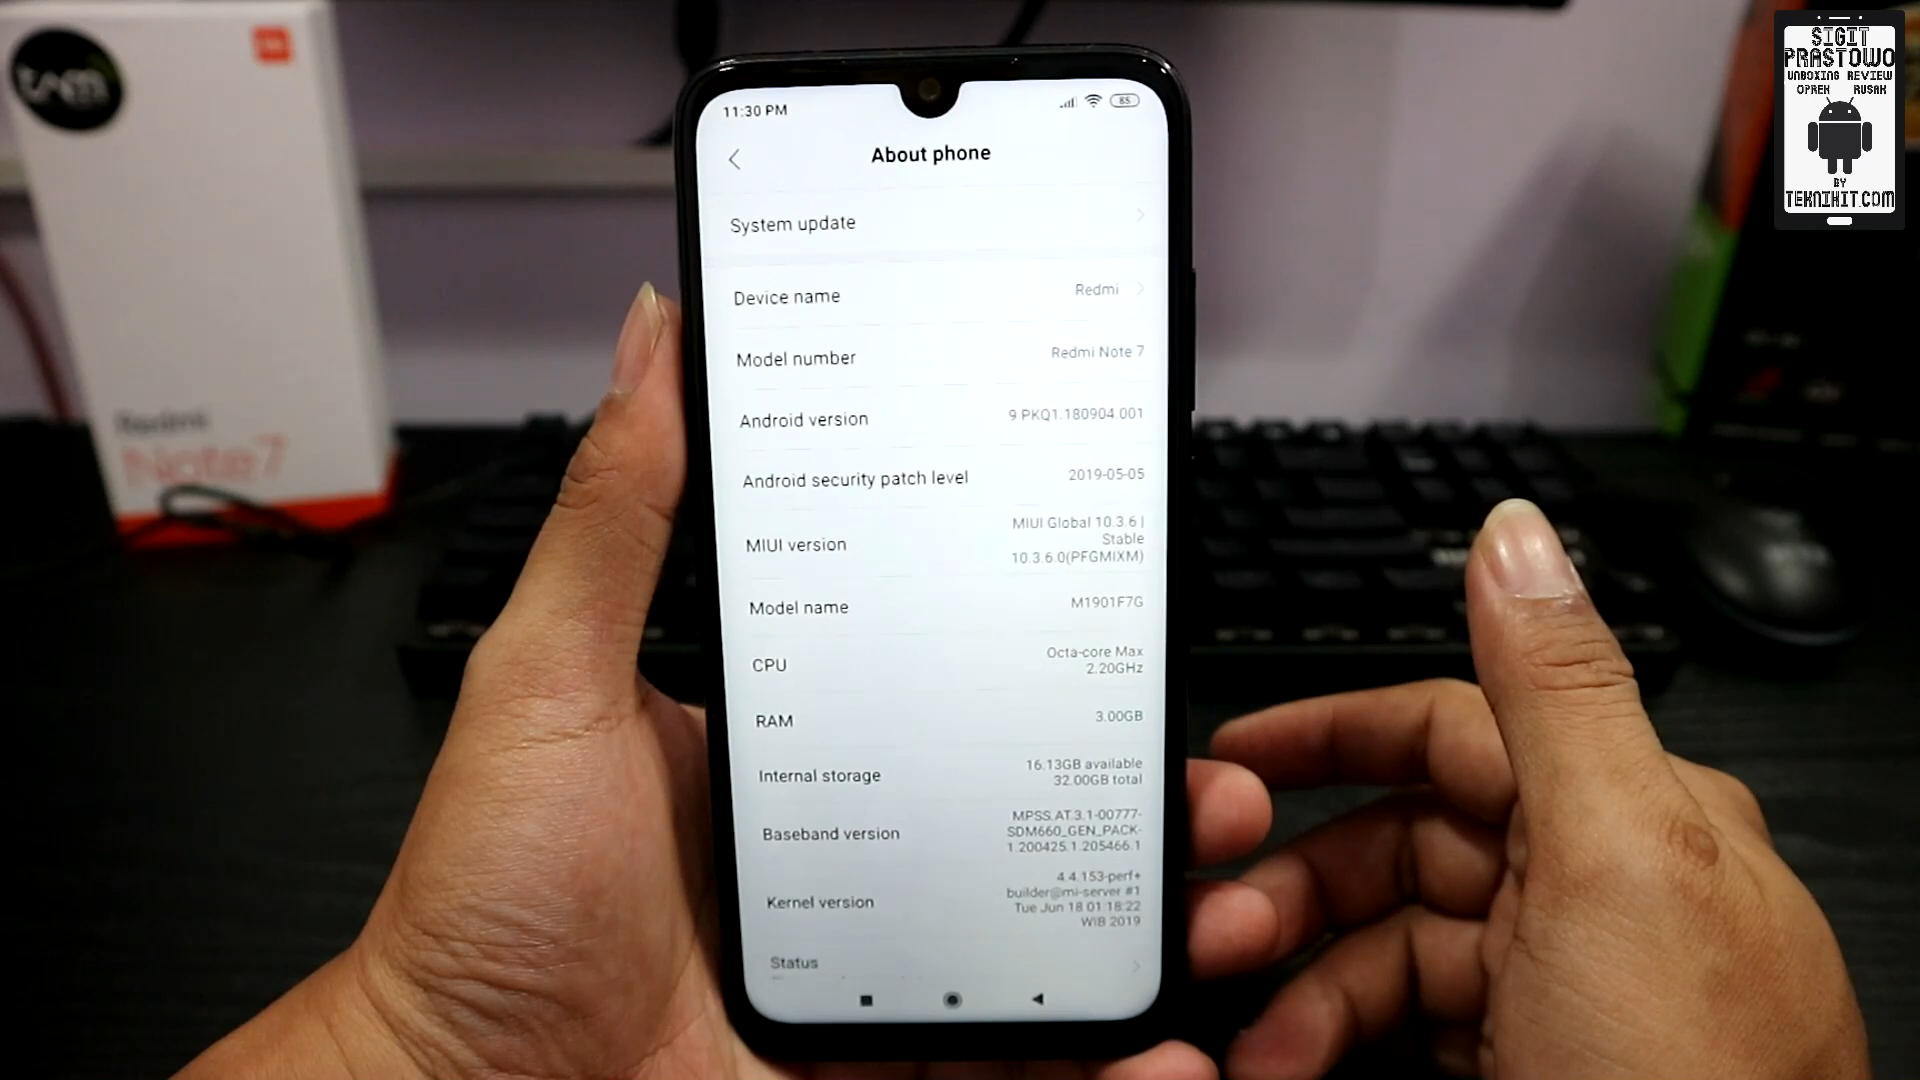 TAM
Redmi
Note7
11:30 PM
85
About phone
System update
Device name
Redmi
Model number
Redmi Note 7
Android version
9 PKQ1.180904.001
Android security patch level
2019-05-05
MIUI version
MIUI Global 10.3.6 |
Stable
10.3.6.0(PFGMIXM)
Model name
M1901F7G
CPU
Octa-core Max
2.20GHz
RAM
3.00GB
Internal storage
16.13GB available
32.00GB total
Baseband version
MPSS.AT.3.1-00777-
SDM660_GEN_PACK-
1.200425.1.205466.1
Kernel version
4.4.153-perf+
builder@mi-server #1
Tue Jun 18 01:18:22
WIB 2019
Status
SIGIT
PRASTOWO
UNBOXING REVIEW
OPREK RUSAK
BY
TEKNIKIT.COM